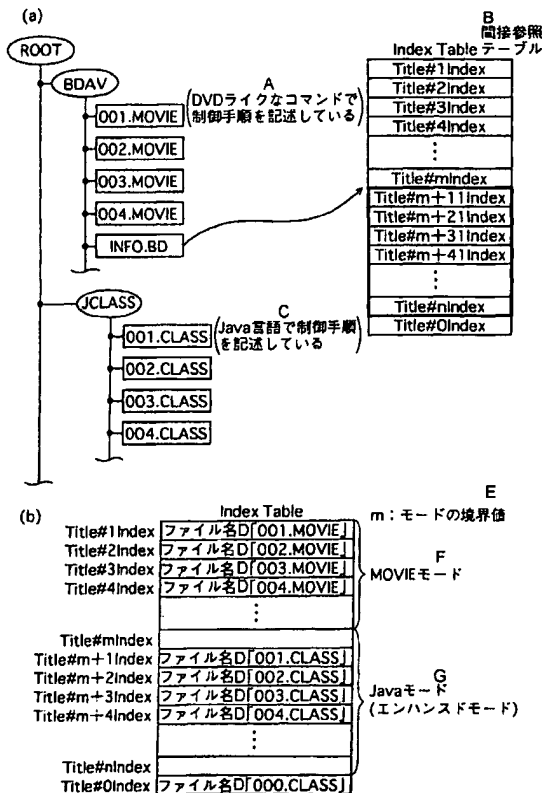 (a)
ROOT
BDAV
001.MOVIE
002.MOVIE
003.MOVIE
004.MOVIE
INFO.BD
A
(DVDライクなコマンドで
制御手順を記述している)
B
間接参照
Index Table テーブル
Title#1Index
Title#2Index
Title#3Index
Title#4Index
⋮
Title#mIndex
Title#m+11Index
Title#m+21Index
Title#m+31Index
Title#m+41Index
⋮
Title#nIndex
Title#0Index
JCLASS
001.CLASS
002.CLASS
003.CLASS
004.CLASS
C
(Java言語で制御手順
を記述している)
(b)
Index Table
E
m:モードの境界値
Title#1Index ファイル名D「001.MOVIE」
Title#2Index ファイル名D「002.MOVIE」
Title#3Index ファイル名D「003.MOVIE」
Title#4Index ファイル名D「004.MOVIE」
⋮
F
MOVIEモード
Title#mIndex
Title#m+1Index ファイル名D「001.CLASS」
Title#m+2Index ファイル名D「002.CLASS」
Title#m+3Index ファイル名D「003.CLASS」
Title#m+4Index ファイル名D「004.CLASS」
⋮
G
Javaモード
(エンハンスドモード)
Title#nIndex
Title#0Index ファイル名D「000.CLASS」